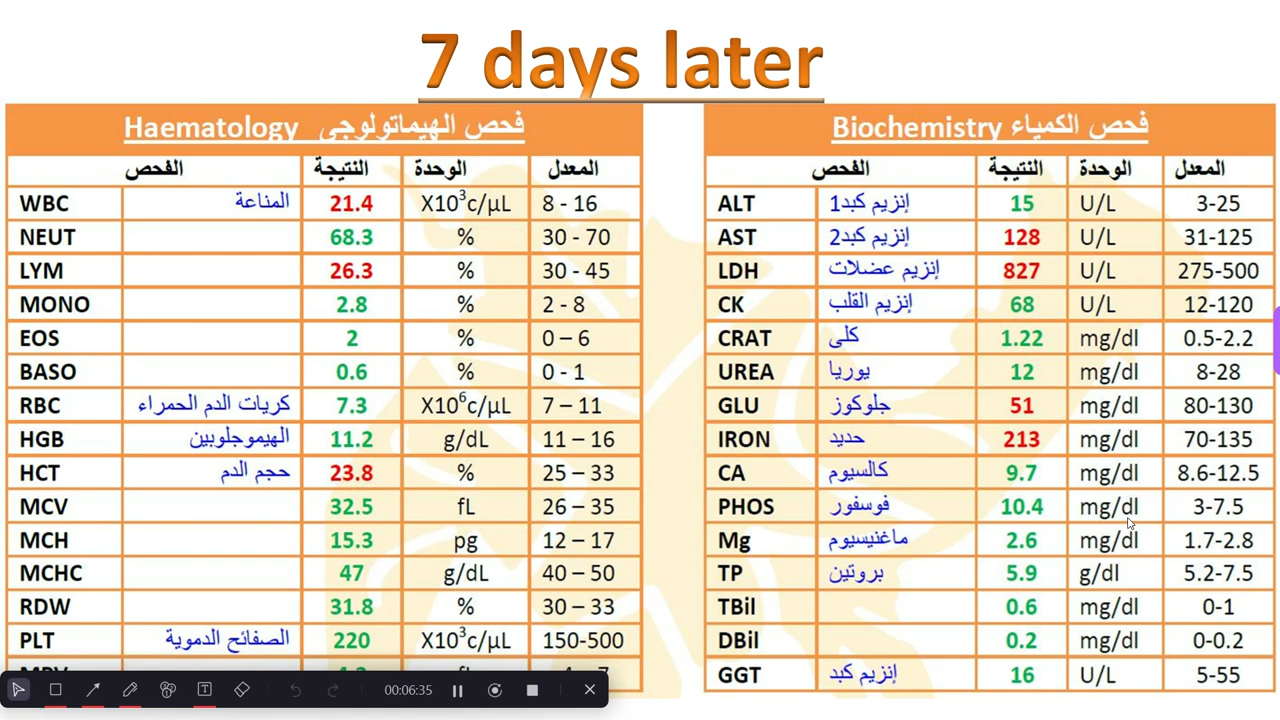 7 days later
Haematology فحص الهيماتولوجي
الفحص النتيجة الوحدة المعدل
WBC المناعة 21.4 X10³c/µL 8 - 16
NEUT 68.3 % 30 - 70
LYM 26.3 % 30 - 45
MONO 2.8 % 2 - 8
EOS 2 % 0 – 6
BASO 0.6 % 0 - 1
RBC كريات الدم الحمراء 7.3 X10⁶c/µL 7 – 11
HGB الهيموجلوبين 11.2 g/dL 11 – 16
HCT حجم الدم 23.8 % 25 – 33
MCV 32.5 fL 26 – 35
MCH 15.3 pg 12 – 17
MCHC 47 g/dL 40 – 50
RDW 31.8 % 30 – 33
PLT الصفائح الدموية 220 X10³c/µL 150-500
Biochemistry فحص الكمياء
الفحص النتيجة الوحدة المعدل
ALT إنزيم كبد1 15 U/L 3-25
AST إنزيم كبد2 128 U/L 31-125
LDH إنزيم عضلات 827 U/L 275-500
CK إنزيم القلب 68 U/L 12-120
CRAT كلى 1.22 mg/dl 0.5-2.2
UREA يوريا 12 mg/dl 8-28
GLU جلوكوز 51 mg/dl 80-130
IRON حديد 213 mg/dl 70-135
CA كالسيوم 9.7 mg/dl 8.6-12.5
PHOS فوسفور 10.4 mg/dl 3-7.5
Mg ماغنيسيوم 2.6 mg/dl 1.7-2.8
TP بروتين 5.9 g/dl 5.2-7.5
TBil 0.6 mg/dl 0-1
DBil 0.2 mg/dl 0-0.2
GGT إنزيم كبد 16 U/L 5-55
00:06:35